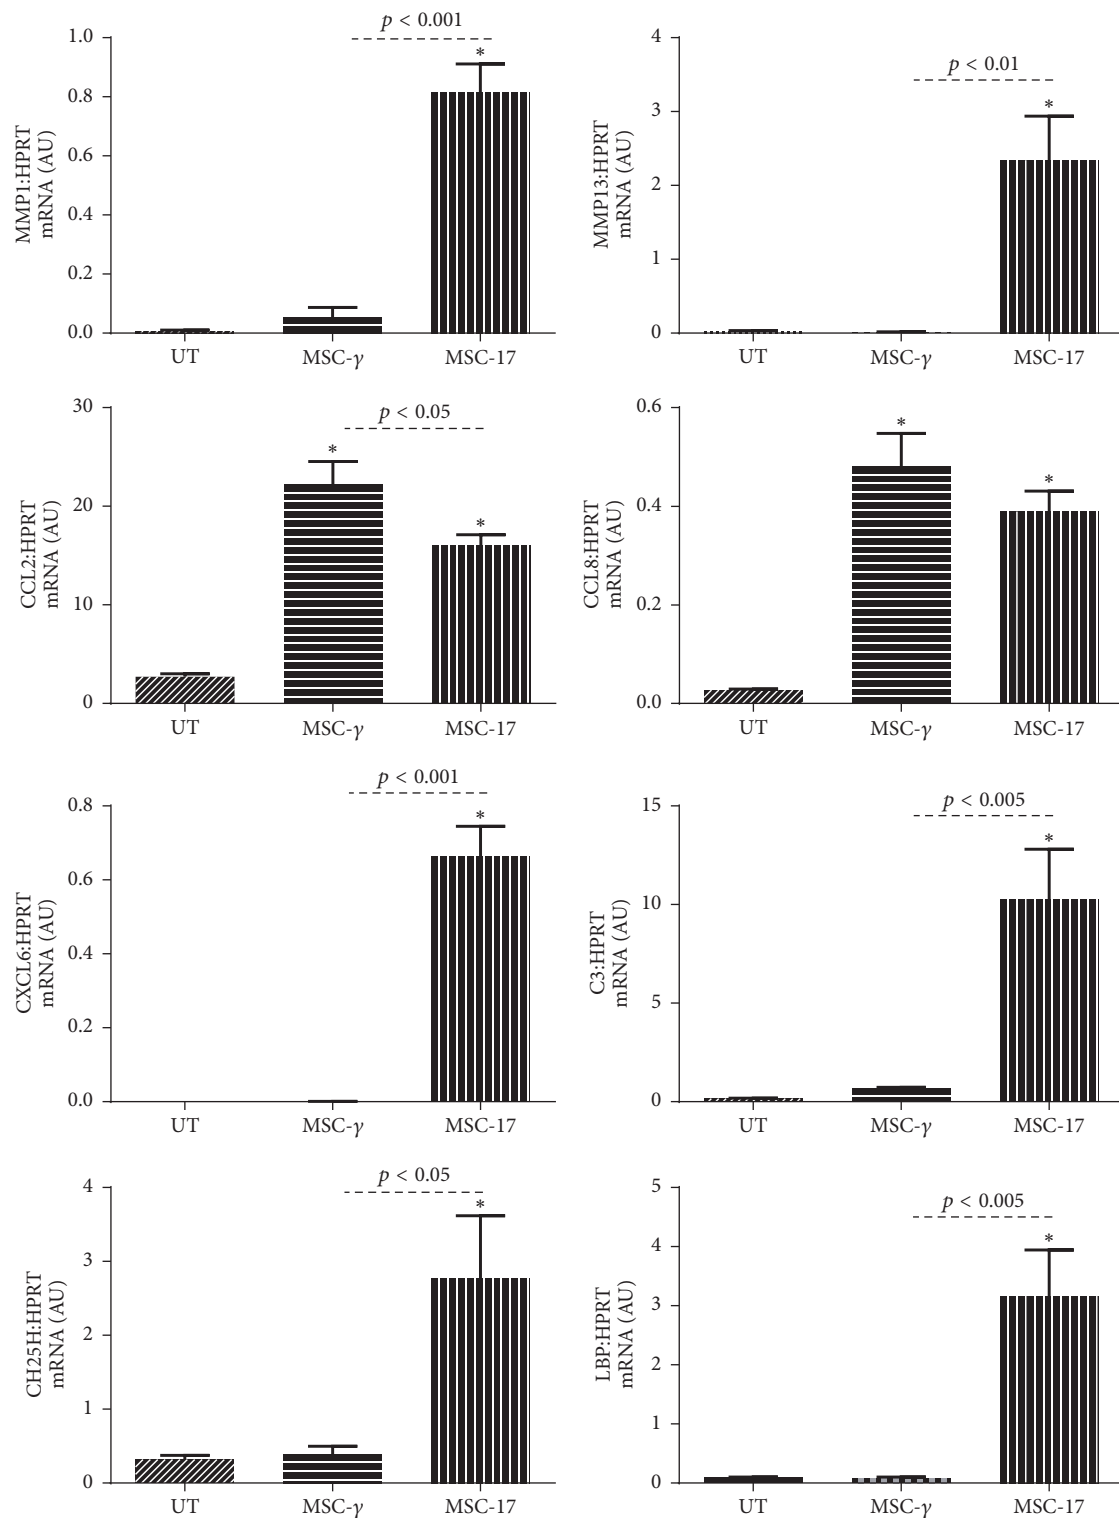 p < 0.001
1.0
*
0.8
0.6
0.4
0.2
0.0
MMP1:HPRT
mRNA (AU)
UT
MSC-γ
MSC-17
p < 0.01
4
*
3
2
1
0
MMP13:HPRT
mRNA (AU)
UT
MSC-γ
MSC-17
p < 0.05
30
*
20
*
10
0
CCL2:HPRT
mRNA (AU)
UT
MSC-γ
MSC-17
0.6
*
*
0.4
0.2
0.0
CCL8:HPRT
mRNA (AU)
UT
MSC-γ
MSC-17
p < 0.001
0.8
*
0.6
0.4
0.2
0.0
CXCL6:HPRT
mRNA (AU)
UT
MSC-γ
MSC-17
p < 0.005
15
*
10
5
0
C3:HPRT
mRNA (AU)
UT
MSC-γ
MSC-17
p < 0.05
4
*
3
2
1
0
CH25H:HPRT
mRNA (AU)
UT
MSC-γ
MSC-17
p < 0.005
5
*
4
3
2
1
0
LBP:HPRT
mRNA (AU)
UT
MSC-γ
MSC-17